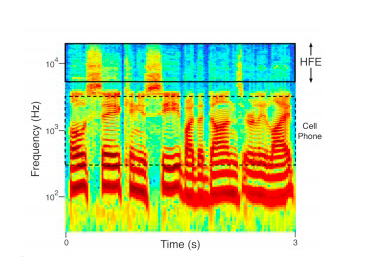 10⁴
HFE
Frequency (Hz)
10³
Cell
Phone
10²
0
Time (s)
3